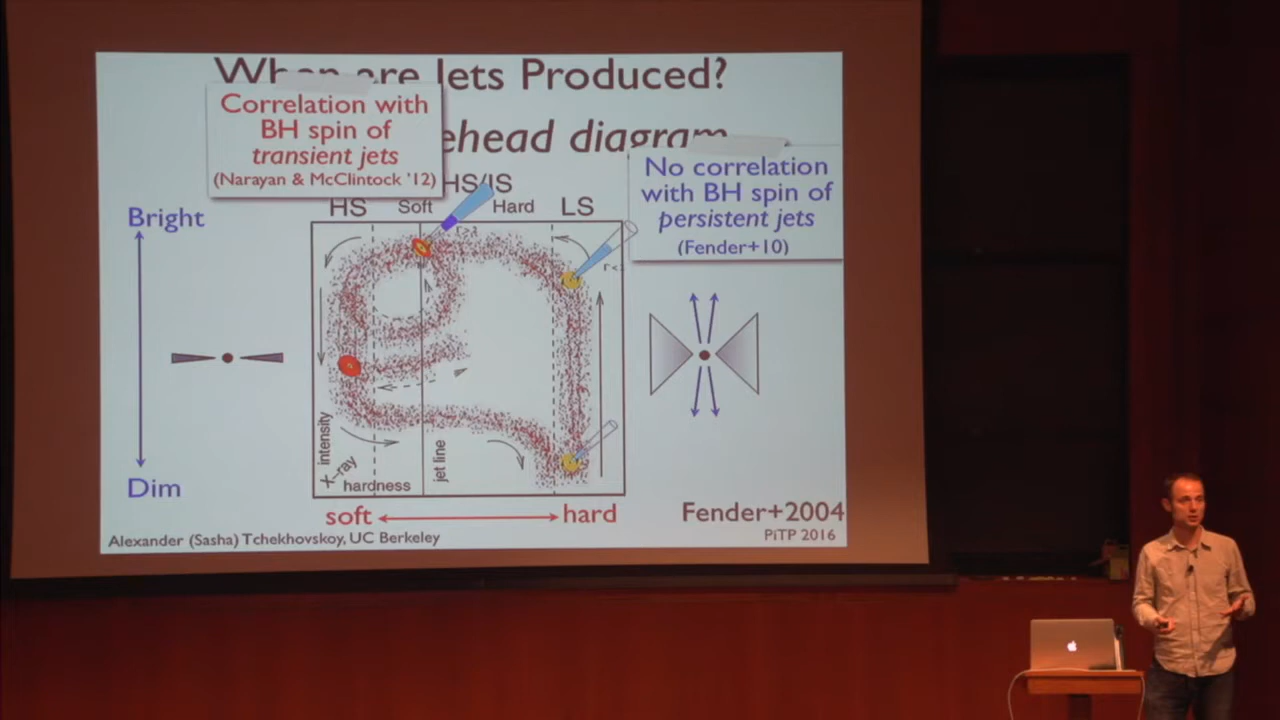 When are Jets Produced?
Correlation with
BH spin of
transient jets
(Narayan & McClintock '12)
ehead diagram
No correlation
with BH spin of
persistent jets
(Fender+10)
HS/IS
HS
Soft
Hard
LS
Bright
Dim
X-ray
intensity
hardness
jet line
soft
hard
Fender+2004
Alexander (Sasha) Tchekhovskoy, UC Berkeley
PiTP 2016